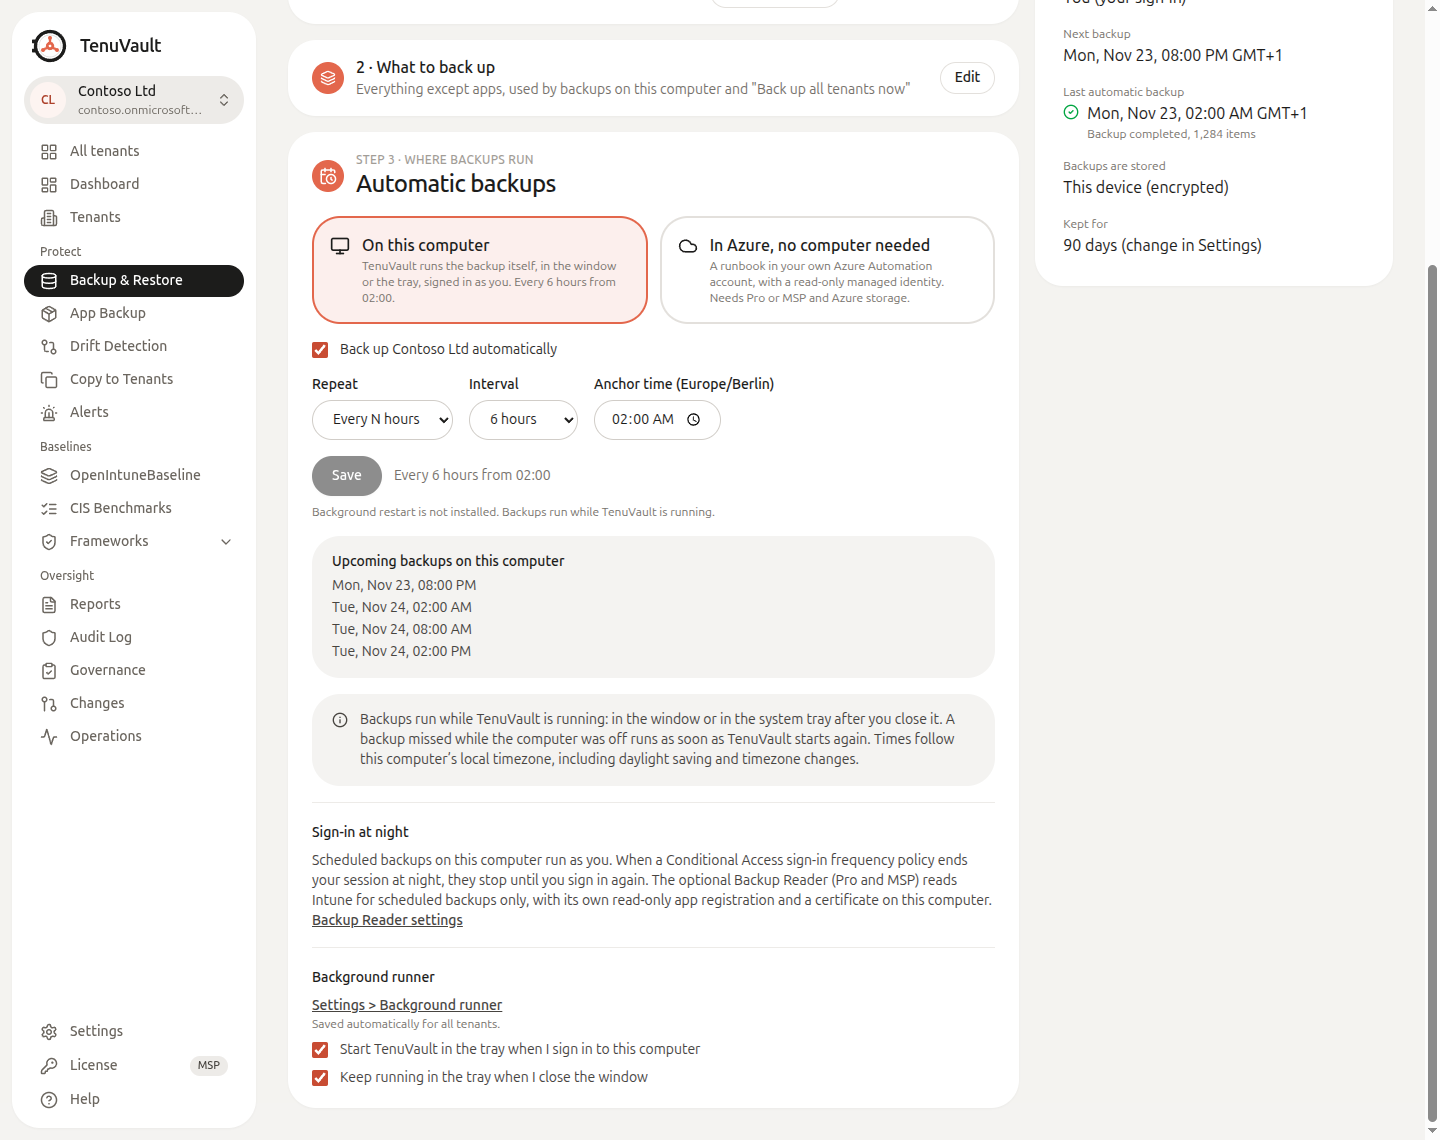 TenuVault
CL
Contoso Ltd
contoso.onmicrosoft...
All tenants
Dashboard
Tenants
Protect
Backup & Restore
App Backup
Drift Detection
Copy to Tenants
Alerts
Baselines
OpenIntuneBaseline
CIS Benchmarks
Frameworks
Oversight
Reports
Audit Log
Governance
Changes
Operations
Settings
License
MSP
Help
2 · What to back up
Everything except apps, used by backups on this computer and "Back up all tenants now"
Edit
STEP 3 · WHERE BACKUPS RUN
Automatic backups
On this computer
TenuVault runs the backup itself, in the window
or the tray, signed in as you. Every 6 hours from
02:00.
In Azure, no computer needed
A runbook in your own Azure Automation
account, with a read-only managed identity.
Needs Pro or MSP and Azure storage.
Back up Contoso Ltd automatically
Repeat
Interval
Anchor time (Europe/Berlin)
Every N hours
6 hours
02:00 AM
Save
Every 6 hours from 02:00
Background restart is not installed. Backups run while TenuVault is running.
Upcoming backups on this computer
Mon, Nov 23, 08:00 PM
Tue, Nov 24, 02:00 AM
Tue, Nov 24, 08:00 AM
Tue, Nov 24, 02:00 PM
Backups run while TenuVault is running: in the window or in the system tray after you close it. A
backup missed while the computer was off runs as soon as TenuVault starts again. Times follow
this computer's local timezone, including daylight saving and timezone changes.
Sign-in at night
Scheduled backups on this computer run as you. When a Conditional Access sign-in frequency policy ends
your session at night, they stop until you sign in again. The optional Backup Reader (Pro and MSP) reads
Intune for scheduled backups only, with its own read-only app registration and a certificate on this computer.
Backup Reader settings
Background runner
Settings > Background runner
Saved automatically for all tenants.
Start TenuVault in the tray when I sign in to this computer
Keep running in the tray when I close the window
You (your sign in)
Next backup
Mon, Nov 23, 08:00 PM GMT+1
Last automatic backup
Mon, Nov 23, 02:00 AM GMT+1
Backup completed, 1,284 items
Backups are stored
This device (encrypted)
Kept for
90 days (change in Settings)